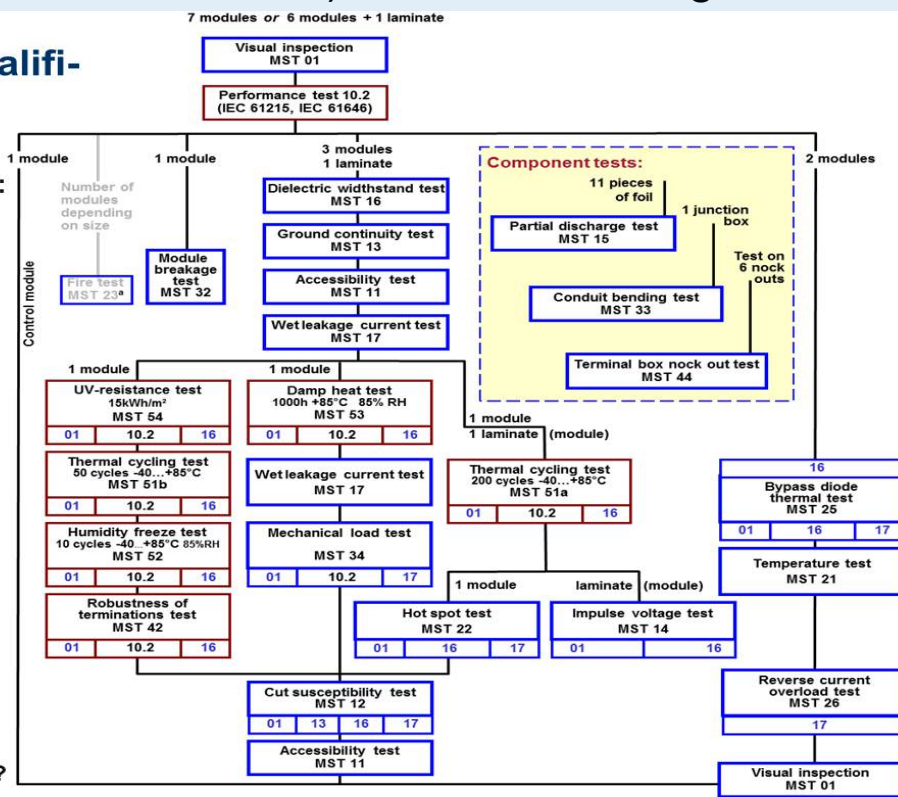 7 modules or 6 modules + 1 laminate
Visual inspection
MST 01
alifi-
Performance test 10.2
(IEC 61215, IEC 61646)
1 module
1 module
3 modules
1 laminate
2 modules
:
Number of
modules
depending
on size
Fire test
MST 23a
Control module
Module
breakage
test
MST 32
Dielectric widthstand test
MST 16
Ground continuity test
MST 13
Accessibility test
MST 11
Wet leakage current test
MST 17
Component tests:
11 pieces
of foil
Partial discharge test
MST 15
1 junction
box
Conduit bending test
MST 33
Test on
6 nock
outs
Terminal box nock out test
MST 44
1 module
UV-resistance test
15kWh/m²
MST 54
01 10.2 16
Thermal cycling test
50 cycles -40...+85°C
MST 51b
01 10.2 16
Humidity freeze test
10 cycles -40...+85°C 85%RH
MST 52
01 10.2 16
Robustness of
terminations test
MST 42
01 10.2 16
1 module
Damp heat test
1000h +85°C 85% RH
MST 53
01 10.2 16
Wet leakage current test
MST 17
Mechanical load test
MST 34
01 10.2 17
1 module
1 laminate (module)
Thermal cycling test
200 cycles -40...+85°C
MST 51a
01 10.2 16
1 module
laminate (module)
Hot spot test
MST 22
01 16 17
Impulse voltage test
MST 14
01 16
16
Bypass diode
thermal test
MST 25
01 16 17
Temperature test
MST 21
Reverse current
overload test
MST 26
17
Cut susceptibility test
MST 12
01 13 16 17
Accessibility test
MST 11
?
Visual inspection
MST 01